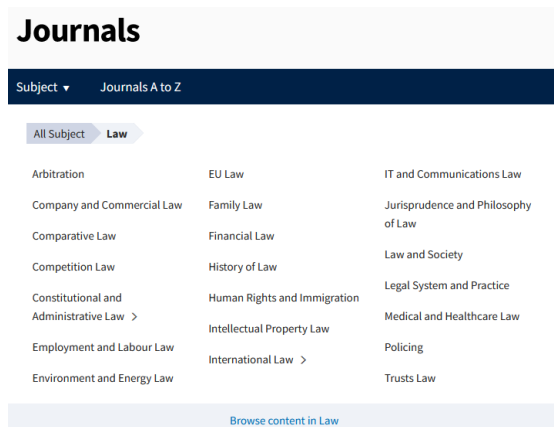 Journals
Subject ▾ Journals A to Z
All Subject Law
Arbitration
Company and Commercial Law
Comparative Law
Competition Law
Constitutional and
Administrative Law >
Employment and Labour Law
Environment and Energy Law
EU Law
Family Law
Financial Law
History of Law
Human Rights and Immigration
Intellectual Property Law
International Law >
IT and Communications Law
Jurisprudence and Philosophy
of Law
Law and Society
Legal System and Practice
Medical and Healthcare Law
Policing
Trusts Law
Browse content in Law